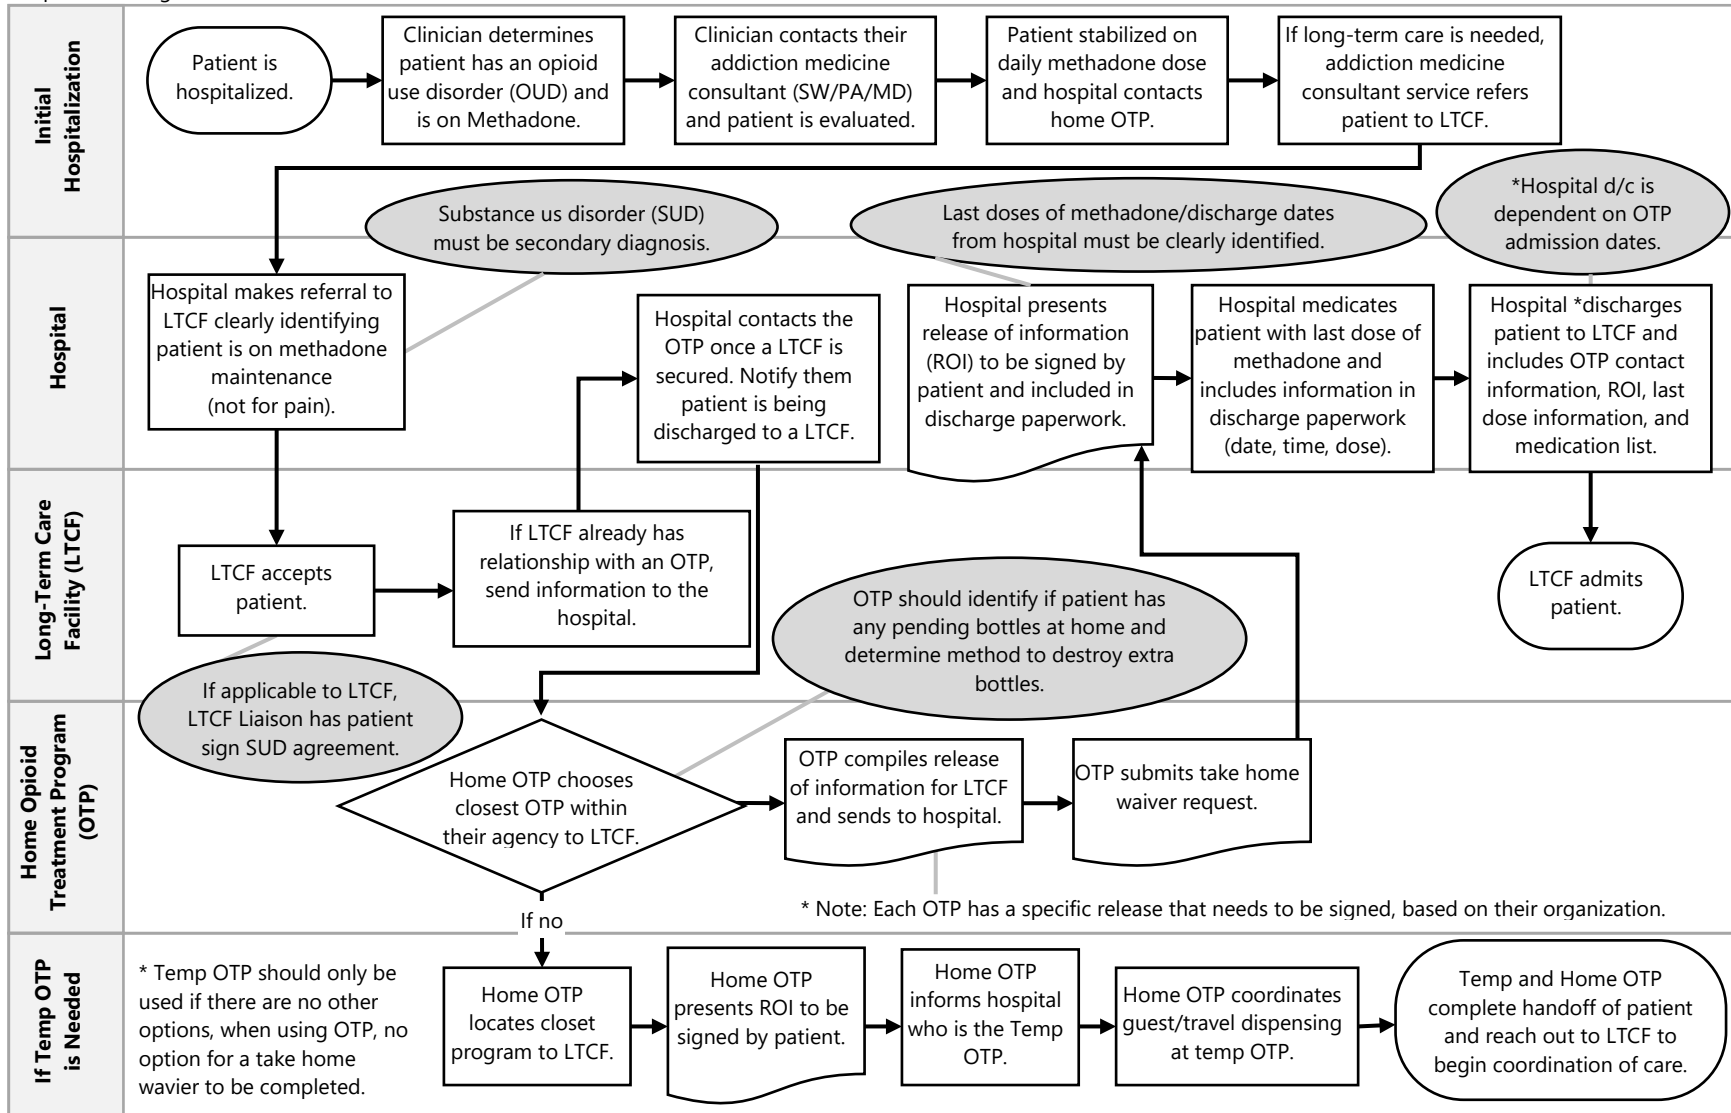 Initial
Hospitalization
Patient is
hospitalized.
Clinician determines
patient has an opioid
use disorder (OUD) and
is on Methadone.
Clinician contacts their
addiction medicine
consultant (SW/PA/MD)
and patient is evaluated.
Patient stabilized on
daily methadone dose
and hospital contacts
home OTP.
If long-term care is needed,
addiction medicine
consultant service refers
patient to LTCF.
Substance us disorder (SUD)
must be secondary diagnosis.
Last doses of methadone/discharge dates
from hospital must be clearly identified.
*Hospital d/c is
dependent on OTP
admission dates.
Hospital
Hospital makes referral to
LTCF clearly identifying
patient is on methadone
maintenance
(not for pain).
Hospital contacts the
OTP once a LTCF is
secured. Notify them
patient is being
discharged to a LTCF.
Hospital presents
release of information
(ROI) to be signed by
patient and included in
discharge paperwork.
Hospital medicates
patient with last dose of
methadone and
includes information in
discharge paperwork
(date, time, dose).
Hospital *discharges
patient to LTCF and
includes OTP contact
information, ROI, last
dose information, and
medication list.
Long-Term Care
Facility (LTCF)
LTCF accepts
patient.
If LTCF already has
relationship with an OTP,
send information to the
hospital.
OTP should identify if patient has
any pending bottles at home and
determine method to destroy extra
bottles.
LTCF admits
patient.
If applicable to LTCF,
LTCF Liaison has patient
sign SUD agreement.
Home Opioid
Treatment Program
(OTP)
Home OTP chooses
closest OTP within
their agency to LTCF.
OTP compiles release
of information for LTCF
and sends to hospital.
OTP submits take home
waiver request.
* Note: Each OTP has a specific release that needs to be signed, based on their organization.
If no
If Temp OTP
is Needed
* Temp OTP should only be
used if there are no other
options, when using OTP, no
option for a take home
wavier to be completed.
Home OTP
locates closet
program to LTCF.
Home OTP
presents ROI to be
signed by patient.
Home OTP
informs hospital
who is the Temp
OTP.
Home OTP coordinates
guest/travel dispensing
at temp OTP.
Temp and Home OTP
complete handoff of patient
and reach out to LTCF to
begin coordination of care.